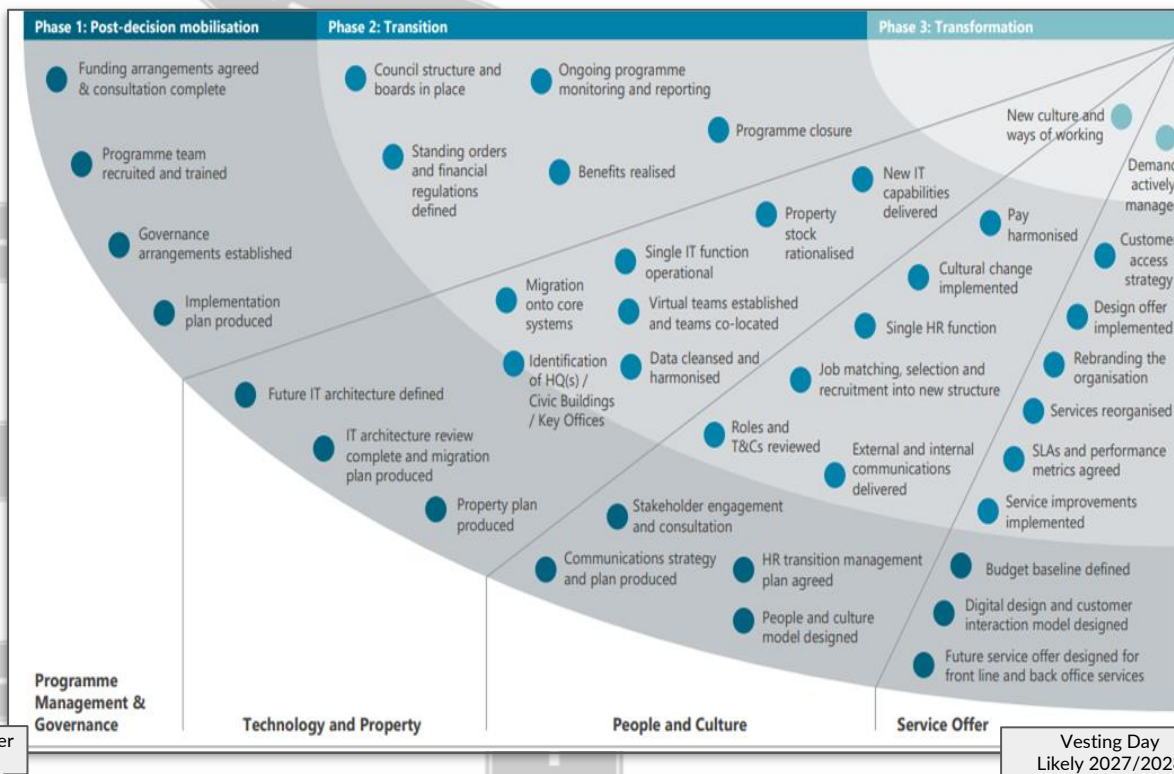 Phase 1: Post-decision mobilisation
Phase 2: Transition
Phase 3: Transformation
Funding arrangements agreed
& consultation complete
Programme team
recruited and trained
Governance
arrangements established
Implementation
plan produced
Council structure and
boards in place
Standing orders
and financial
regulations
defined
Ongoing programme
monitoring and reporting
Benefits realised
Programme closure
Future IT architecture defined
IT architecture review
complete and migration
plan produced
Property plan
produced
Migration
onto core
systems
Identification
of HQ(s) /
Civic Buildings
/ Key Offices
Single IT function
operational
Virtual teams established
and teams co-located
Data cleansed and
harmonised
Property
stock
rationalised
New IT
capabilities
delivered
Stakeholder engagement
and consultation
Communications strategy
and plan produced
HR transition management
plan agreed
People and culture
model designed
Roles and
T&Cs reviewed
External and internal
communications
delivered
Job matching, selection and
recruitment into new structure
Single HR function
Cultural change
implemented
Pay
harmonised
New culture and
ways of working
Demand
actively
manage
Customer
access
strategy
Design offer
implemented
Rebranding the
organisation
Services reorganised
SLAs and performance
metrics agreed
Service improvements
implemented
Budget baseline defined
Digital design and customer
interaction model designed
Future service offer designed for
front line and back office services
Programme
Management &
Governance
Technology and Property
People and Culture
Service Offer
Vesting Day
Likely 2027/202